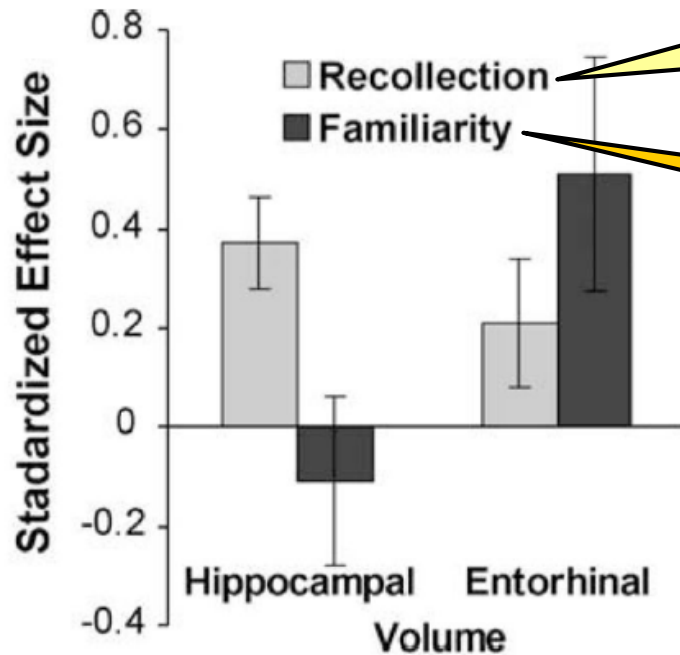 Stadardized Effect Size
0.8
0.6
0.4
0.2
0
-0.2
-0.4
Recollection
Familiarity
Hippocampal Entorhinal
Volume